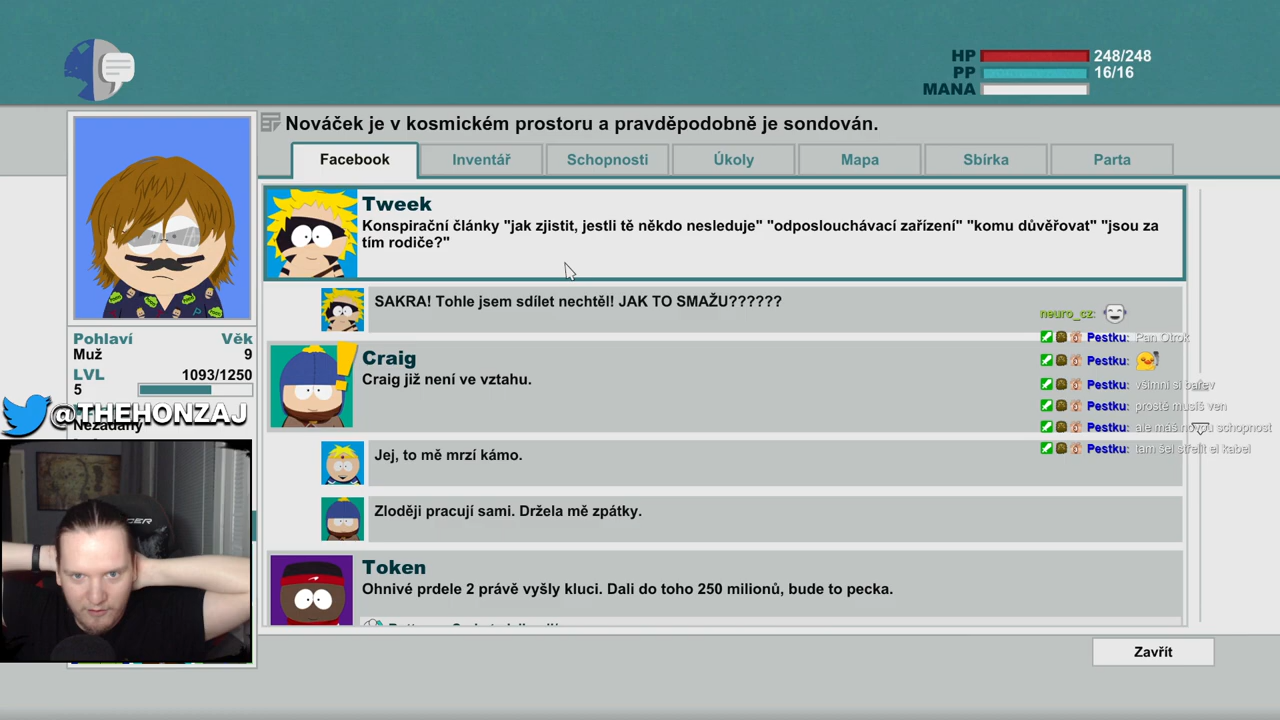 HP 248/248
PP 16/16
MANA
Nováček je v kosmickém prostoru a pravděpodobně je sondován.
Facebook Inventář Schopnosti Úkoly Mapa Sbírka Parta
Tweek
Konspirační články "jak zjistit, jestli tě někdo nesleduje" "odposlouchávací zařízení" "komu důvěřovat" "jsou za
tím rodiče?"
SAKRA! Tohle jsem sdílet nechtěl! JAK TO SMAŽU??????
Craig
Craig již není ve vztahu.
Jej, to mě mrzí kámo.
Zloději pracují sami. Držela mě zpátky.
Token
Ohnivé prdele 2 právě vyšly kluci. Dali do toho 250 milionů, bude to pecka.
Pohlaví Věk
Muž 9
LVL 1093/1250
5
@THEHONZAJ
Nezadaný
neuro_cz:
Pestku: Pan Otrok
Pestku:
Pestku: všimni si barev
Pestku: prostě musíš ven
Pestku: ale máš novou schopnost
Pestku: tam šel střelit el kabel
Zavřít